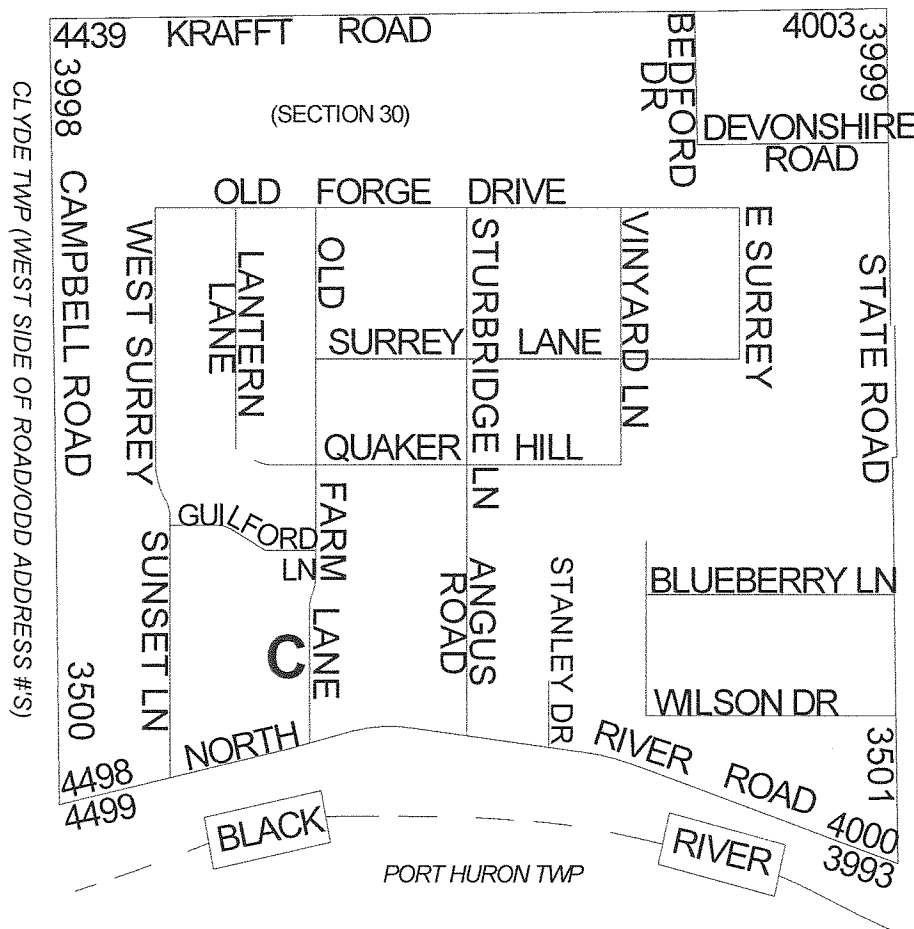 4439 KRAFFT ROAD
4003
3999
3998
BEDFORD
DR
(SECTION 30)
DEVONSHIRE
ROAD
CLYDE TWP (WEST SIDE OF ROAD/ODD ADDRESS #'S)
CAMPBELL ROAD
OLD FORGE DRIVE
WEST SURREY
LANTERN
LANE
OLD
STURBRIDGE LN
VINYARD LN
E SURREY
STATE ROAD
SURREY LANE
QUAKER HILL
GUILFORD
LN
FARM
LANE
SUNSET LN
ANGUS
ROAD
STANLEY DR
BLUEBERRY LN
C
WILSON DR
3500
3501
NORTH RIVER ROAD
4498
4499
4000
3993
BLACK RIVER
PORT HURON TWP